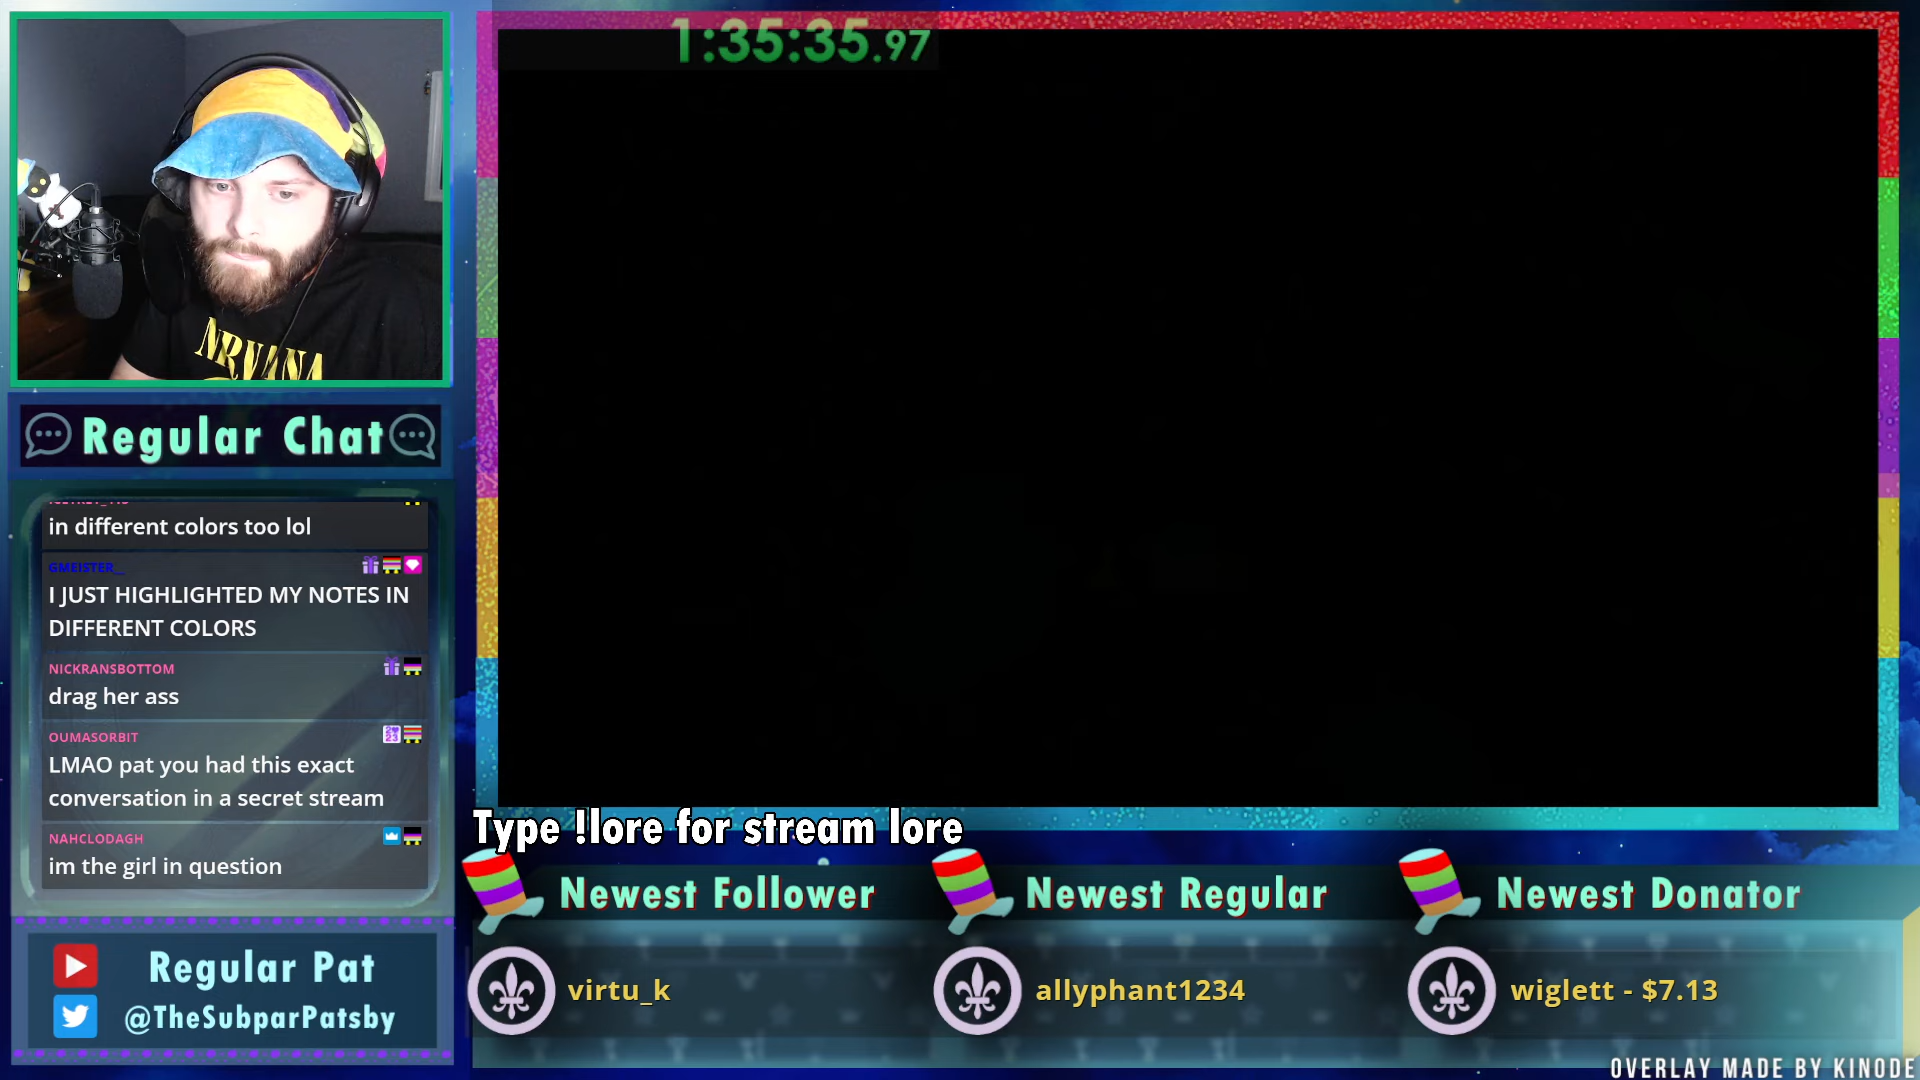 1:35:35.97
NIRVANA
Regular Chat
in different colors too lol
GMEISTER__
I JUST HIGHLIGHTED MY NOTES IN
DIFFERENT COLORS
NICKRANSBOTTOM
drag her ass
OUMASORBIT
LMAO pat you had this exact
conversation in a secret stream
NAHCLODAGH
im the girl in question
Regular Pat
@TheSubparPatsby
Type !lore for stream lore
Newest Follower
virtu_k
Newest Regular
allyphant1234
Newest Donator
wiglett - $7.13
OVERLAY MADE BY KINODE